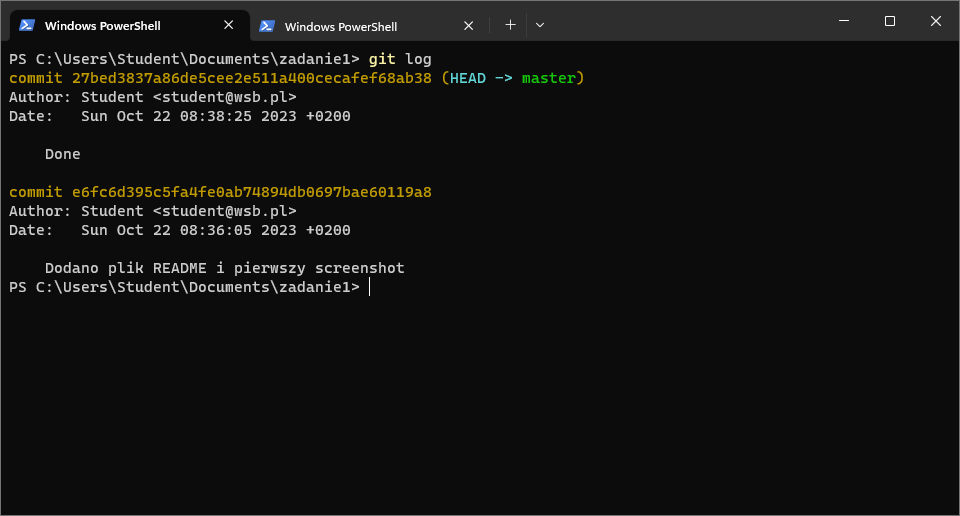 Windows PowerShell
Windows PowerShell
PS C:\Users\Student\Documents\zadanie1> git log
commit 27bed3837a86de5cee2e511a400cecafef68ab38 (HEAD -> master)
Author: Student <student@wsb.pl>
Date:   Sun Oct 22 08:38:25 2023 +0200
Done
commit e6fc6d395c5fa4fe0ab74894db0697bae60119a8
Author: Student <student@wsb.pl>
Date:   Sun Oct 22 08:36:05 2023 +0200
Dodano plik README i pierwszy screenshot
PS C:\Users\Student\Documents\zadanie1>